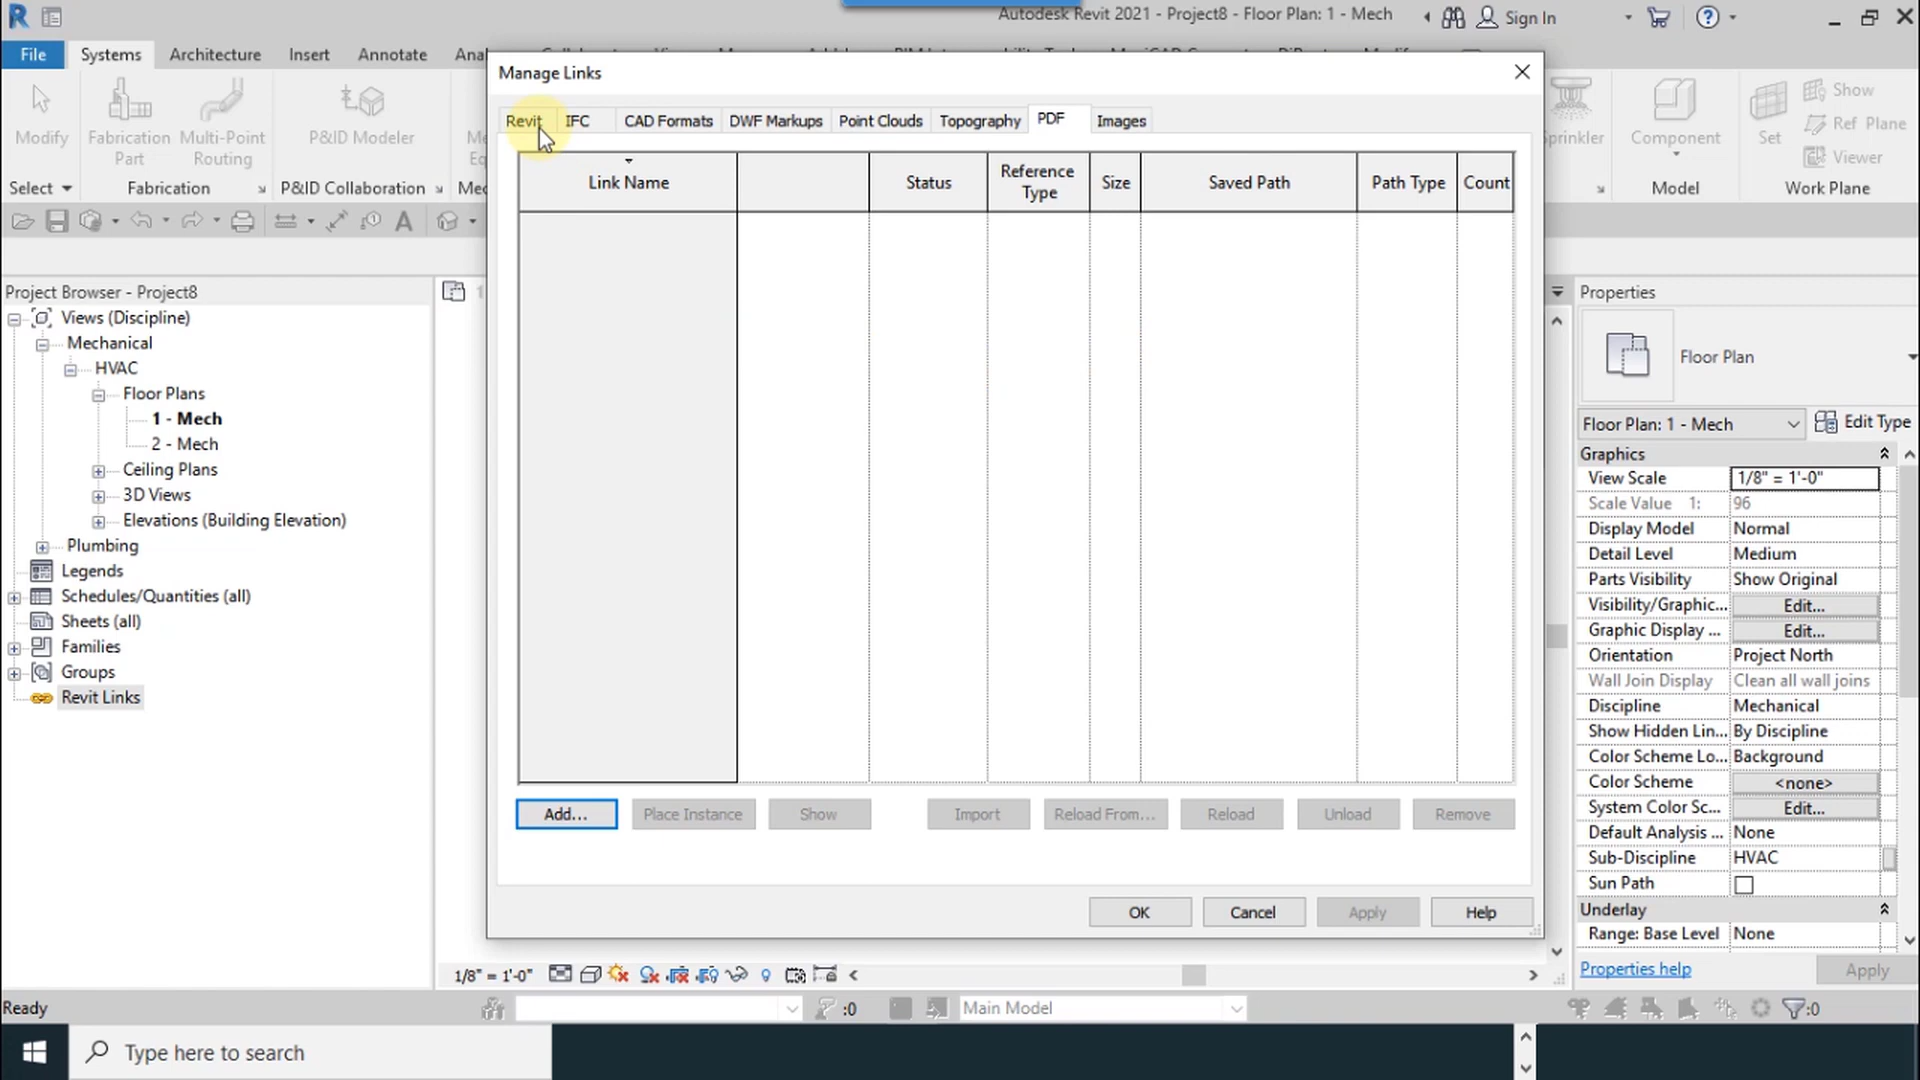 Autodesk Revit 2021 - Project8 - Floor Plan: 1 - Mech
Sign In
File
Systems
Architecture
Insert
Annotate
Manage Links
Revit
IFC
CAD Formats
DWF Markups
Point Clouds
Topography
PDF
Images
Modify
Fabrication
Part
Multi-Point
Routing
P&ID Modeler
Component
Set
Show
Ref Plane
Viewer
Select
Fabrication
P&ID Collaboration
Model
Work Plane
Link Name
Status
Reference
Type
Size
Saved Path
Path Type
Count
Project Browser - Project8
Views (Discipline)
Mechanical
HVAC
Floor Plans
1 - Mech
2 - Mech
Ceiling Plans
3D Views
Elevations (Building Elevation)
Plumbing
Legends
Schedules/Quantities (all)
Sheets (all)
Families
Groups
Revit Links
Add...
Place Instance
Show
Import
Reload From...
Reload
Unload
Remove
OK
Cancel
Apply
Help
Properties
Floor Plan
Floor Plan: 1 - Mech
Edit Type
Graphics
View Scale 1/8" = 1'-0"
Scale Value 1: 96
Display Model Normal
Detail Level Medium
Parts Visibility Show Original
Visibility/Graphic... Edit...
Graphic Display ... Edit...
Orientation Project North
Wall Join Display Clean all wall joins
Discipline Mechanical
Show Hidden Lin... By Discipline
Color Scheme Lo... Background
Color Scheme <none>
System Color Sc... Edit...
Default Analysis ... None
Sub-Discipline HVAC
Sun Path
Underlay
Range: Base Level None
Properties help
Apply
1/8" = 1'-0"
Ready
:0
Main Model
:0
Type here to search